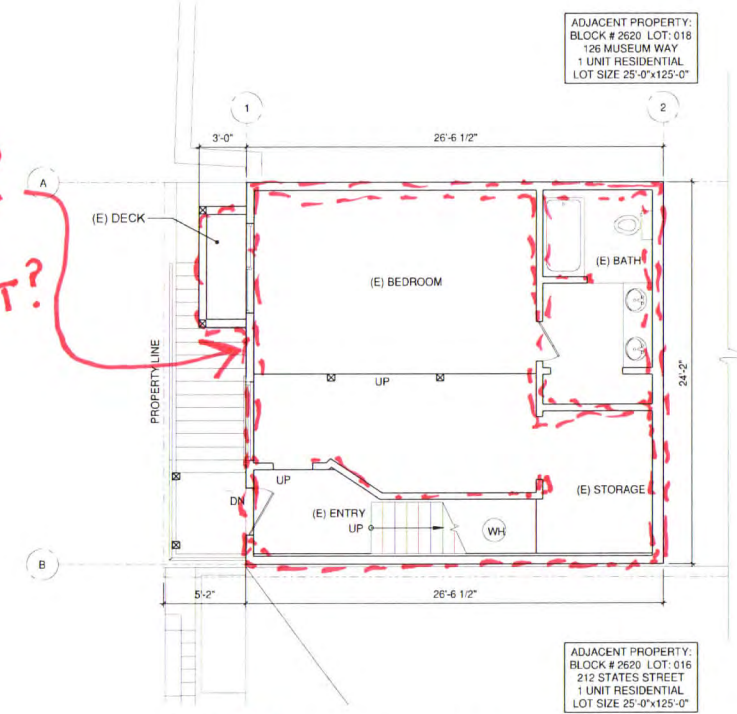 ADJACENT PROPERTY:
BLOCK # 2620 LOT: 018
126 MUSEUM WAY
1 UNIT RESIDENTIAL
LOT SIZE 25'-0"x125'-0"
1
2
3'-0"
26'-6 1/2"
A
(E) DECK
(E) BATH
(E) BEDROOM
T?
PROPERTY LINE
UP
24'-2"
UP
(E) STORAGE
DN
(E) ENTRY
UP
WH
B
5'-2"
26'-6 1/2"
ADJACENT PROPERTY:
BLOCK # 2620 LOT: 016
212 STATES STREET
1 UNIT RESIDENTIAL
LOT SIZE 25'-0"x125'-0"